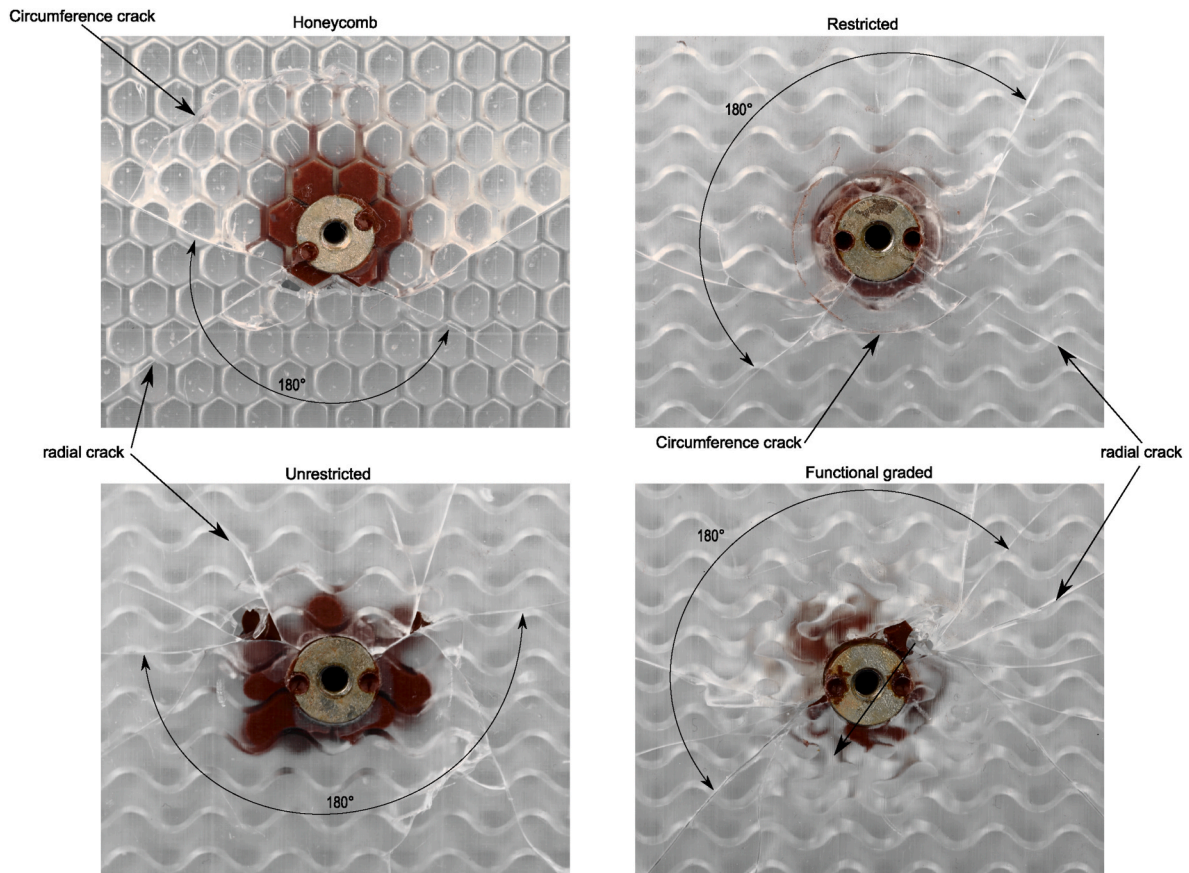 Circumference crack
Honeycomb
Restricted
180°
180°
radial crack
Circumference crack
radial crack
Unrestricted
Functional graded
180°
180°